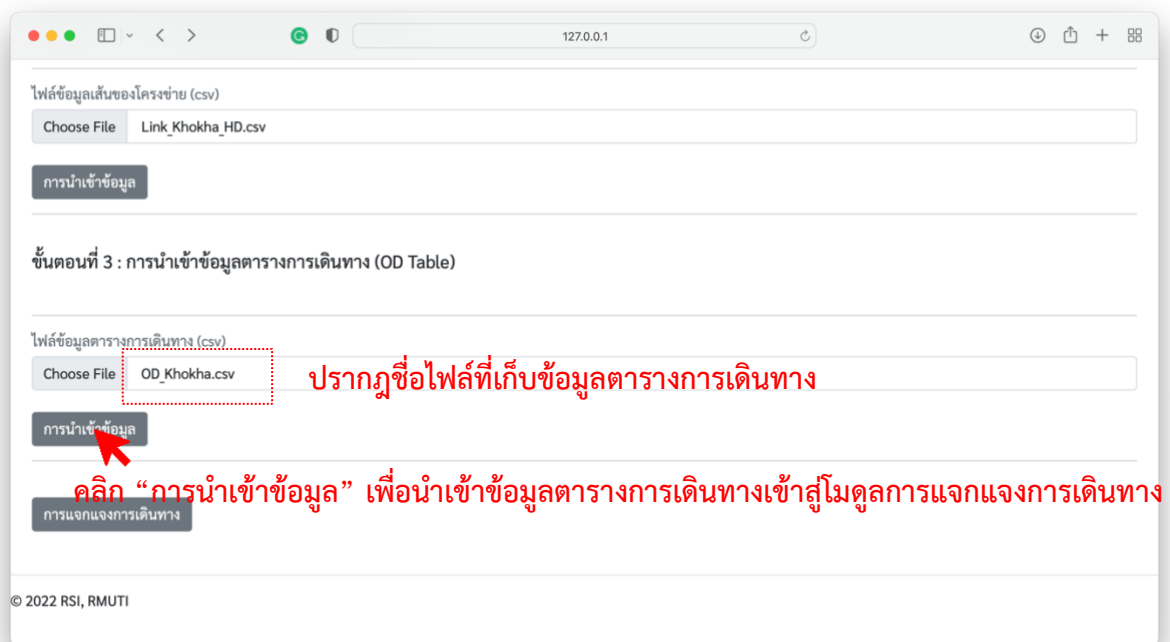 127.0.0.1
ไฟล์ข้อมูลเส้นของโครงข่าย (csv)
Choose File Link_Khokha_HD.csv
การนำเข้าข้อมูล
ขั้นตอนที่ 3 : การนำเข้าข้อมูลตารางการเดินทาง (OD Table)
ไฟล์ข้อมูลตารางการเดินทาง (csv)
Choose File OD_Khokha.csv ปรากฎชื่อไฟล์ที่เก็บข้อมูลตารางการเดินทาง
การนำเข้าข้อมูล
คลิก “การนำเข้าข้อมูล” เพื่อนำเข้าข้อมูลตารางการเดินทางเข้าสู่โมดูลการแจกแจงการเดินทาง
การแจกแจงการเดินทาง
© 2022 RSI, RMUTI